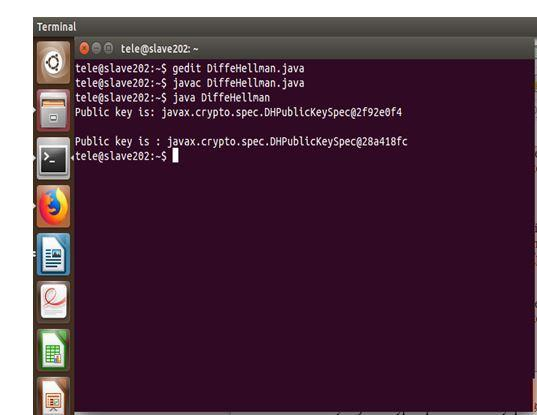 Terminal
tele@slave202: ~
tele@slave202:~$ gedit DiffeHellman.java
tele@slave202:~$ javac DiffeHellman.java
tele@slave202:~$ java DiffeHellman
Public key is: javax.crypto.spec.DHPublicKeySpec@2f92e0f4
Public key is : javax.crypto.spec.DHPublicKeySpec@28a418fc
tele@slave202:~$